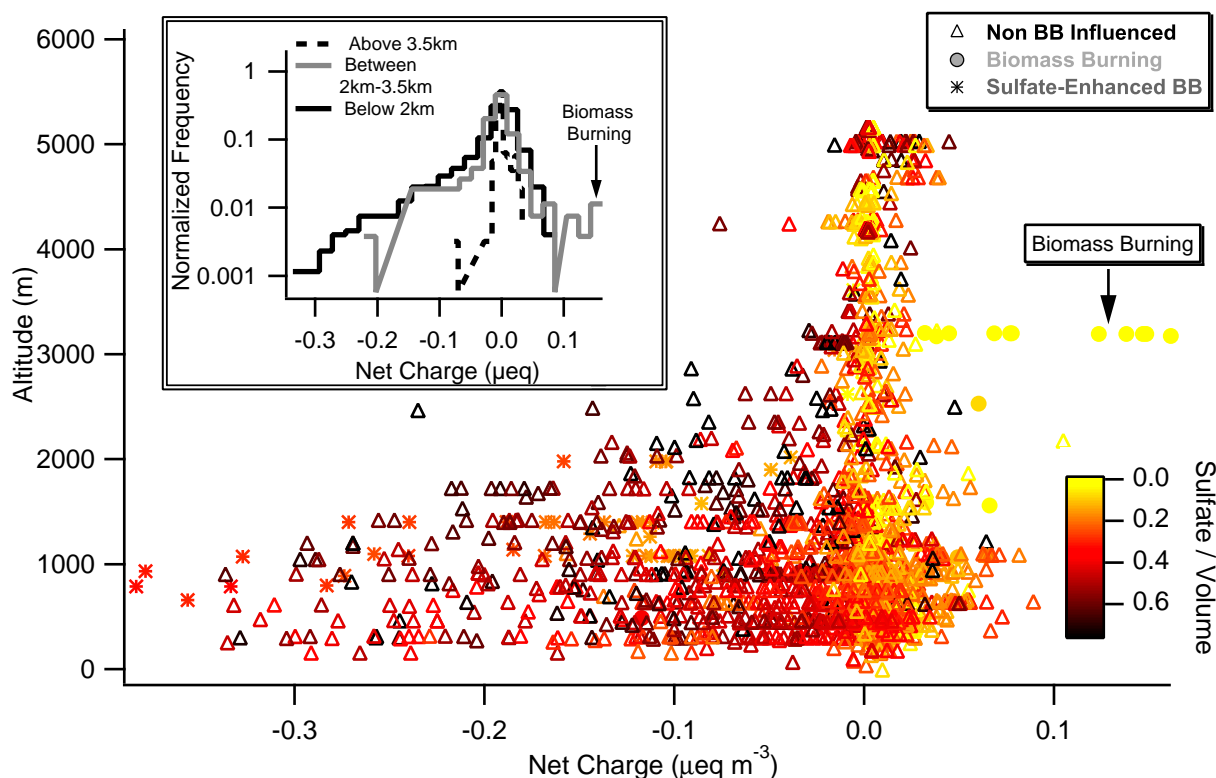 6000
5000
4000
3000
2000
1000
0
Altitude (m)
-0.3
-0.2
-0.1
0.0
0.1
Net Charge (µeq m-3)
Above 3.5km
Between
2km-3.5km
Below 2km
Biomass
Burning
1
0.1
0.01
0.001
Normalized Frequency
-0.3
-0.2
-0.1
0.0
0.1
Net Charge (µeq)
Non BB Influenced
Biomass Burning
Sulfate-Enhanced BB
Biomass Burning
0.0
0.2
0.4
0.6
Sulfate / Volume